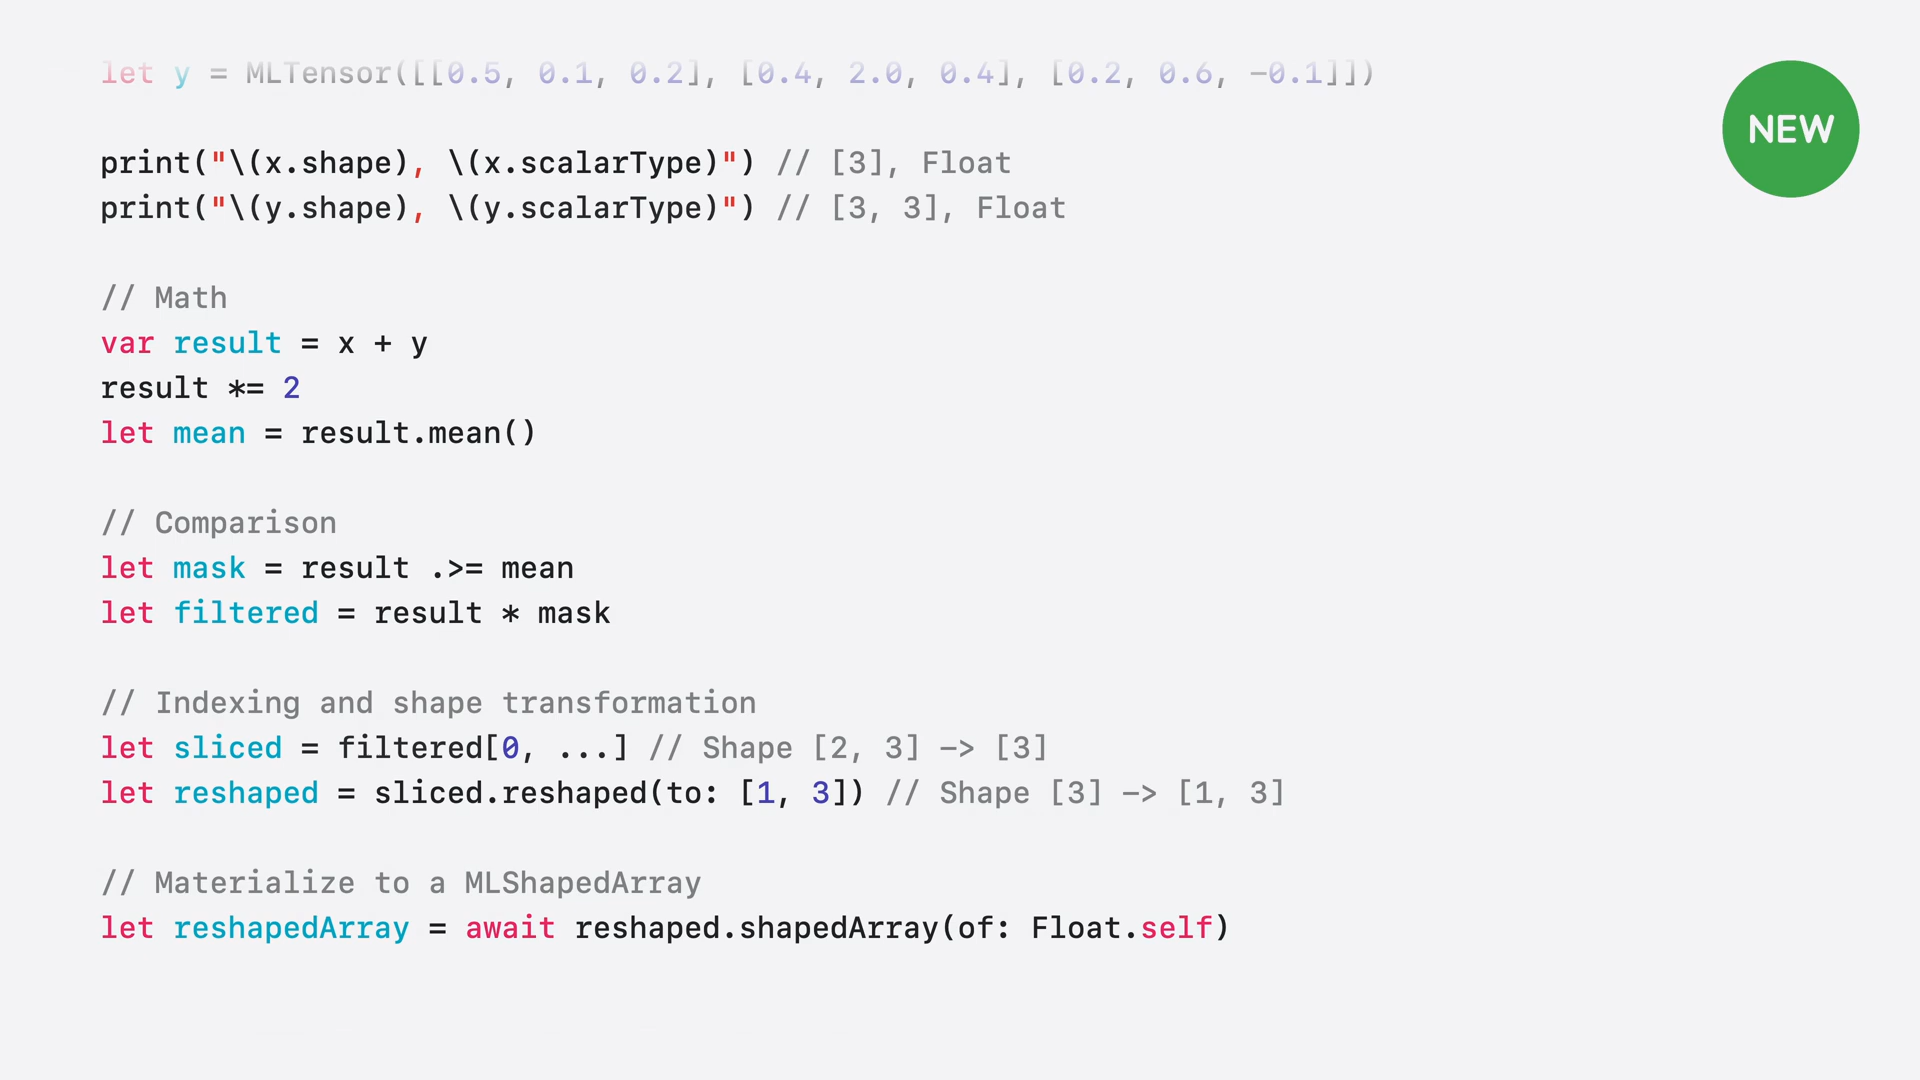 let y = MLTensor([[0.5, 0.1, 0.2], [0.4, 2.0, 0.4], [0.2, 0.6, -0.1]])
NEW
print("\(x.shape), \(x.scalarType)") // [3], Float
print("\(y.shape), \(y.scalarType)") // [3, 3], Float
// Math
var result = x + y
result *= 2
let mean = result.mean()
// Comparison
let mask = result .>= mean
let filtered = result * mask
// Indexing and shape transformation
let sliced = filtered[0, ...] // Shape [2, 3] -> [3]
let reshaped = sliced.reshaped(to: [1, 3]) // Shape [3] -> [1, 3]
// Materialize to a MLShapedArray
let reshapedArray = await reshaped.shapedArray(of: Float.self)